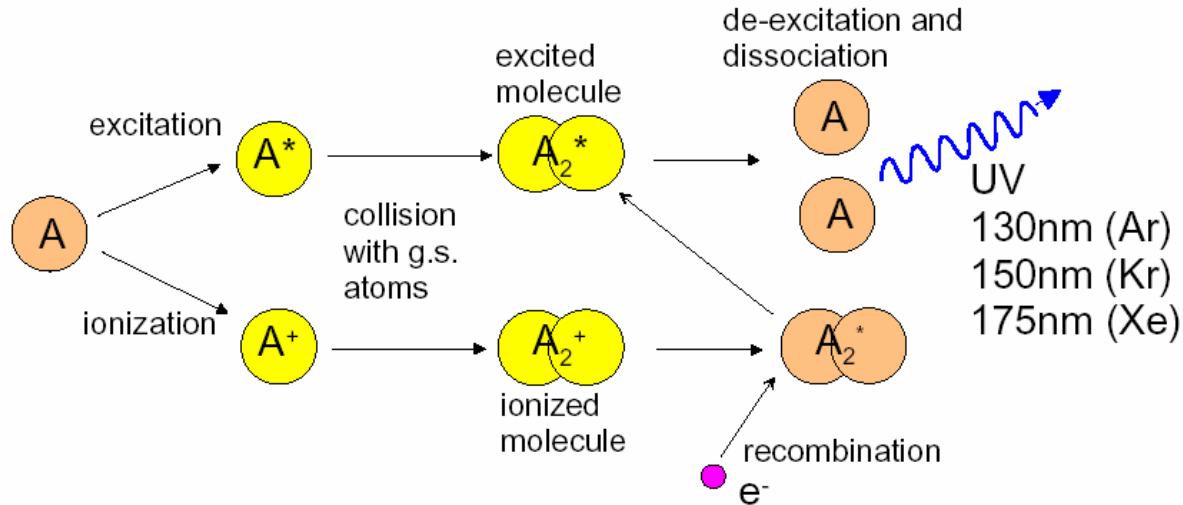 de-excitation and
dissociation
excited
molecule
excitation
A
A*
A₂*
A
A
UV
130nm (Ar)
150nm (Kr)
175nm (Xe)
collision
with g.s.
atoms
ionization
A⁺
A₂⁺
A₂*
ionized
molecule
recombination
e⁻